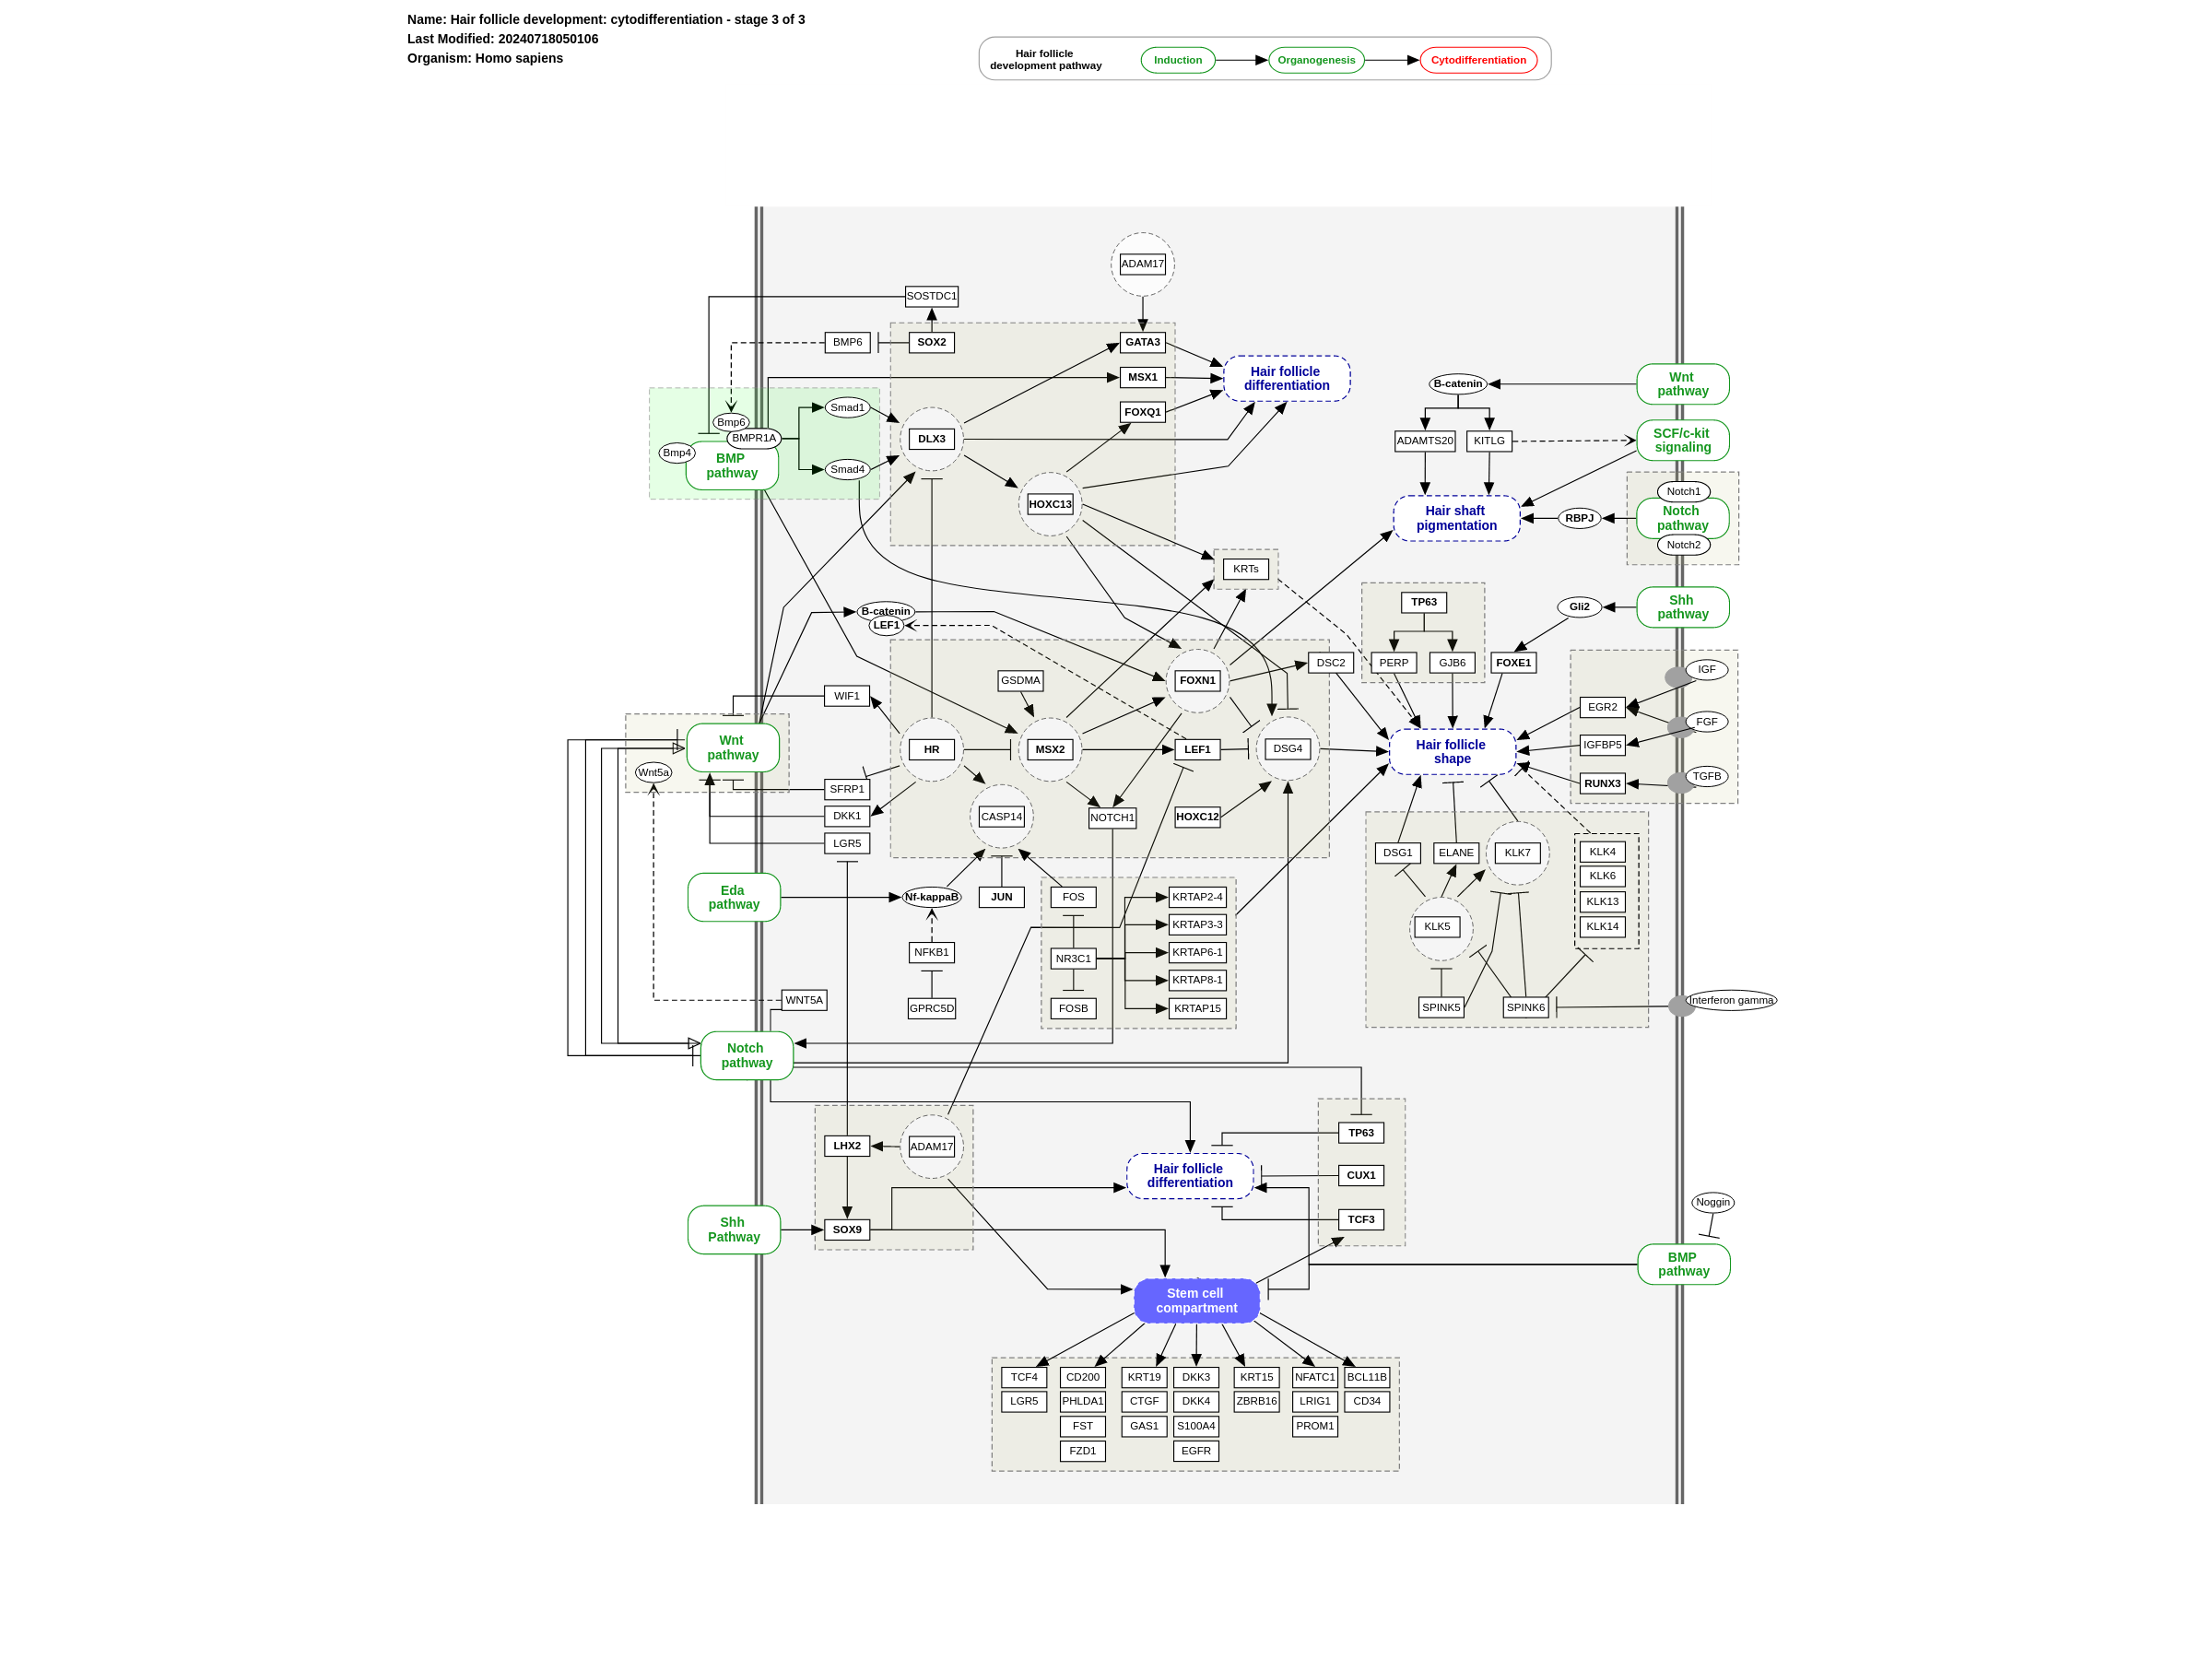 Name: Hair follicle development: cytodifferentiation - stage 3 of 3
Last Modified: 20240718050106
Organism: Homo sapiens
Hair follicle
development pathway
Induction
Organogenesis
Cytodifferentiation
ADAM17
SOSTDC1
BMP6
SOX2
GATA3
MSX1
FOXQ1
Hair follicle
differentiation
B-catenin
Wnt
pathway
Smad1
Bmp6
BMPR1A
Bmp4
BMP
pathway
Smad4
DLX3
HOXC13
ADAMTS20
KITLG
SCF/c-kit
signaling
Hair shaft
pigmentation
RBPJ
Notch1
Notch
pathway
Notch2
KRTs
B-catenin
LEF1
TP63
PERP
GJB6
Gli2
Shh
pathway
FOXE1
DSC2
GSDMA
FOXN1
WIF1
IGF
EGR2
FGF
IGFBP5
TGFB
RUNX3
Wnt
pathway
Wnt5a
HR
MSX2
LEF1
DSG4
Hair follicle
shape
SFRP1
DKK1
LGR5
CASP14
NOTCH1
HOXC12
DSG1
ELANE
KLK7
KLK4
KLK6
KLK13
KLK14
KLK5
SPINK5
SPINK6
Interferon gamma
Eda
pathway
Nf-kappaB
JUN
FOS
KRTAP2-4
KRTAP3-3
KRTAP6-1
KRTAP8-1
KRTAP15
NFKB1
NR3C1
GPRC5D
FOSB
WNT5A
Notch
pathway
LHX2
ADAM17
SOX9
Shh
Pathway
Hair follicle
differentiation
TP63
CUX1
TCF3
Noggin
BMP
pathway
Stem cell
compartment
TCF4
CD200
KRT19
DKK3
KRT15
NFATC1
BCL11B
LGR5
PHLDA1
CTGF
DKK4
ZBRB16
LRIG1
CD34
FST
GAS1
S100A4
PROM1
FZD1
EGFR